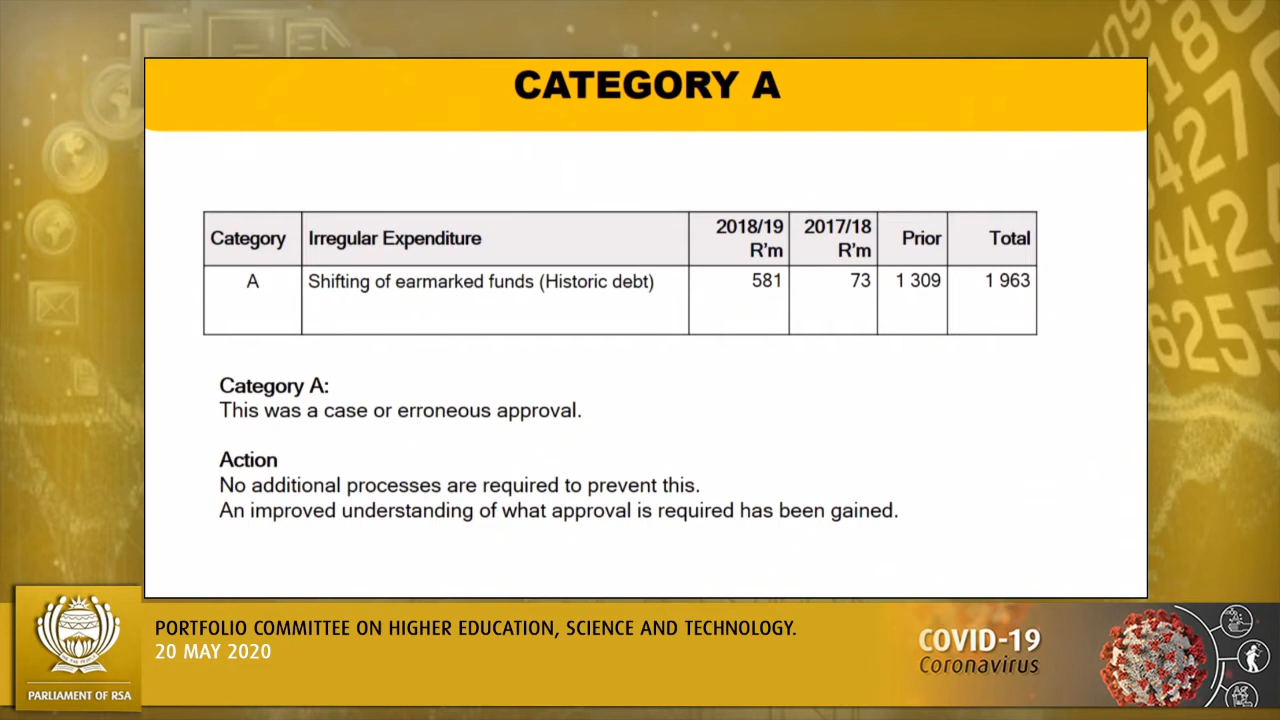 CATEGORY A
Category Irregular Expenditure 2018/19 R'm 2017/18 R'm Prior Total
A Shifting of earmarked funds (Historic debt) 581 73 1 309 1 963
Category A:
This was a case or erroneous approval.
Action
No additional processes are required to prevent this.
An improved understanding of what approval is required has been gained.
PORTFOLIO COMMITTEE ON HIGHER EDUCATION, SCIENCE AND TECHNOLOGY.
20 MAY 2020
PARLIAMENT OF RSA
COVID-19
Coronavirus